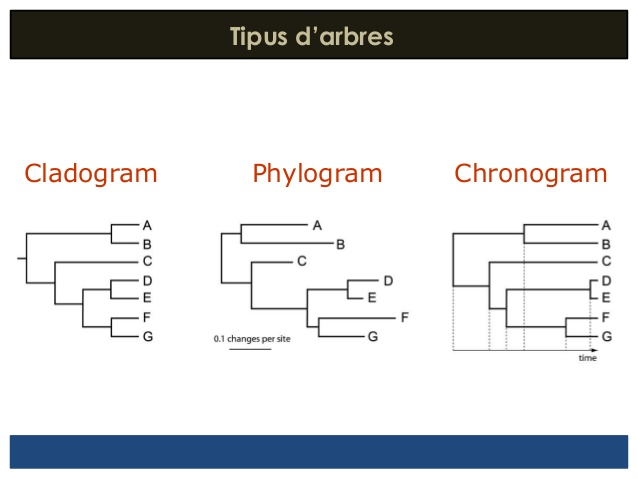 Tipus d’arbres
Cladogram
Phylogram
Chronogram
A
B
C
D
E
F
G
A
B
C
D
E
F
G
0.1 changes per site
A
B
C
D
E
F
G
time